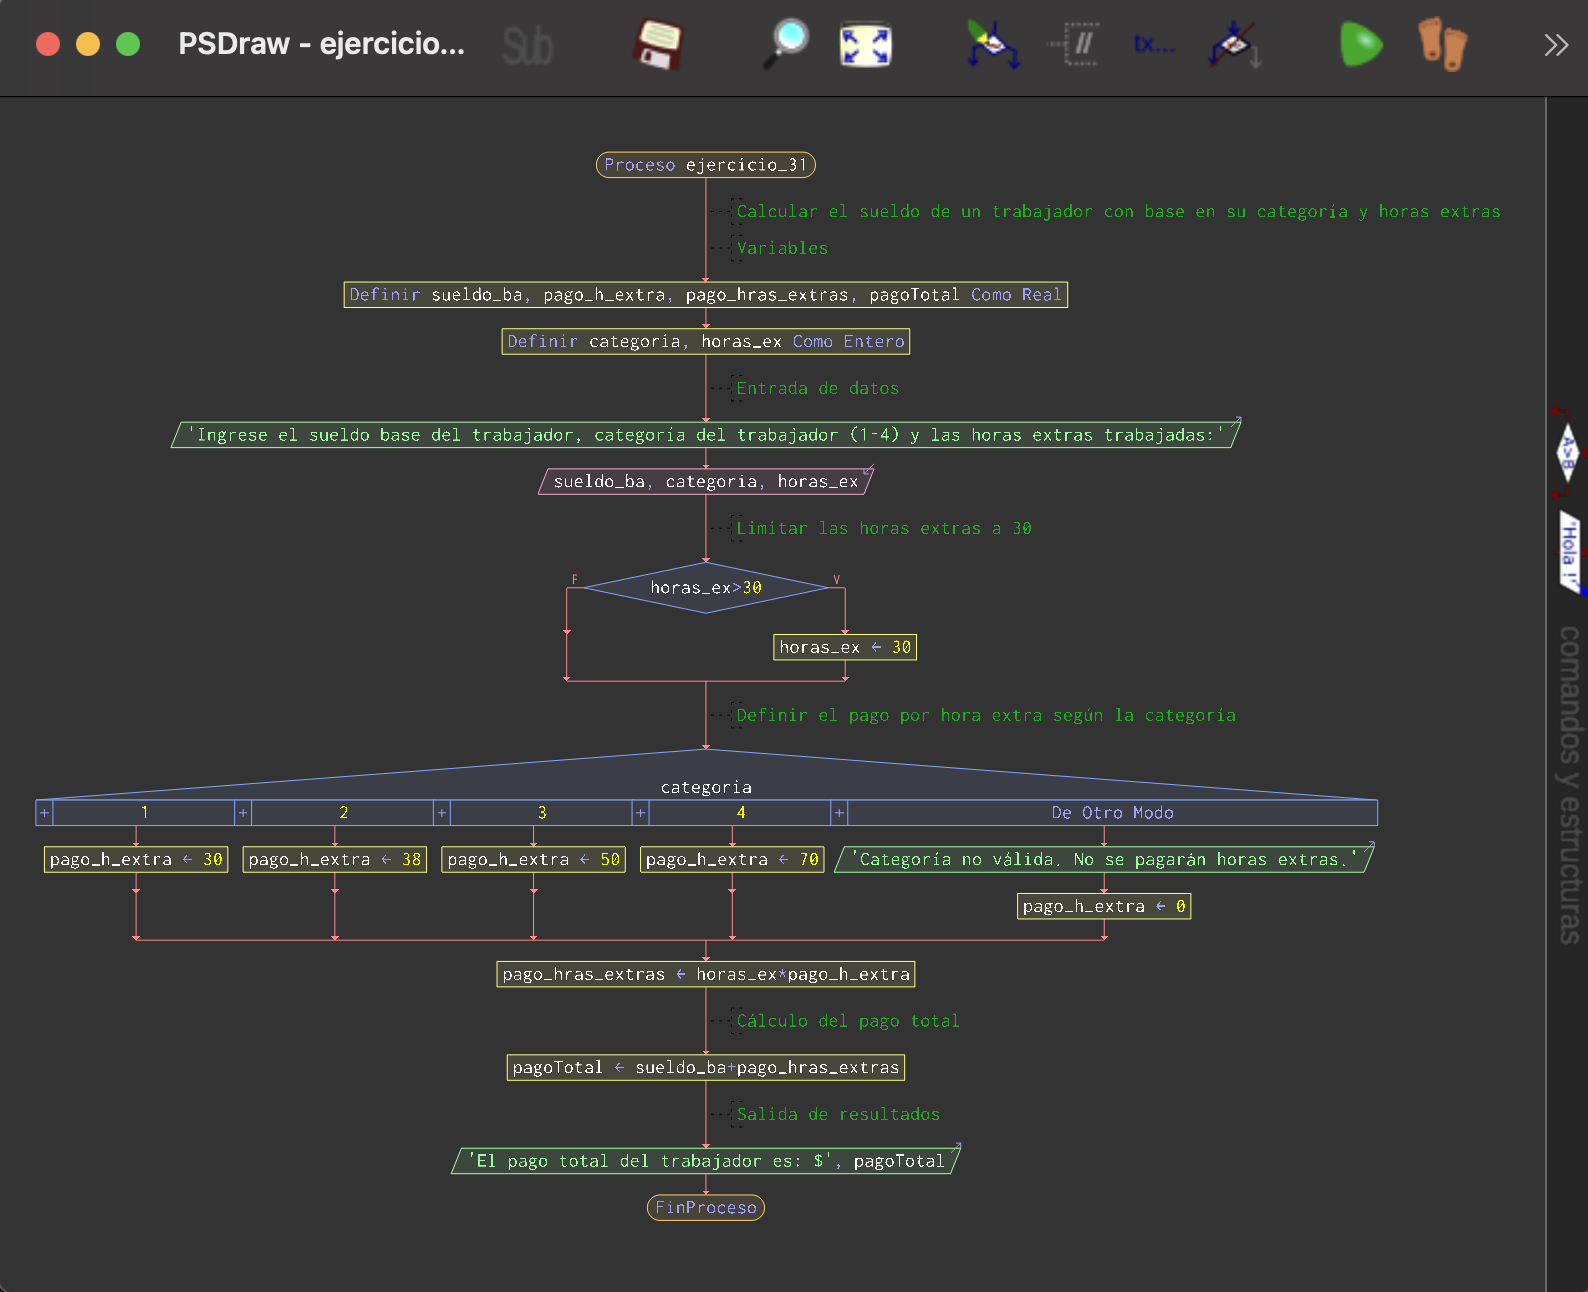 PSDraw - ejercicio...
Sub
//
tx...
Proceso ejercicio_31
Calcular el sueldo de un trabajador con base en su categoría y horas extras
Variables
Definir sueldo_ba, pago_h_extra, pago_hras_extras, pagoTotal Como Real
Definir categoria, horas_ex Como Entero
Entrada de datos
'Ingrese el sueldo base del trabajador, categoría del trabajador (1-4) y las horas extras trabajadas:'
sueldo_ba, categoria, horas_ex
Limitar las horas extras a 30
F
horas_ex>30
V
horas_ex ← 30
Definir el pago por hora extra según la categoría
categoria
+ 1 + 2 + 3 + 4 + De Otro Modo
pago_h_extra ← 30
pago_h_extra ← 38
pago_h_extra ← 50
pago_h_extra ← 70
'Categoría no válida. No se pagarán horas extras.'
pago_h_extra ← 0
pago_hras_extras ← horas_ex*pago_h_extra
Cálculo del pago total
pagoTotal ← sueldo_ba+pago_hras_extras
Salida de resultados
'El pago total del trabajador es: $', pagoTotal
FinProceso
A>B
"Hola !"
comandos y estructuras